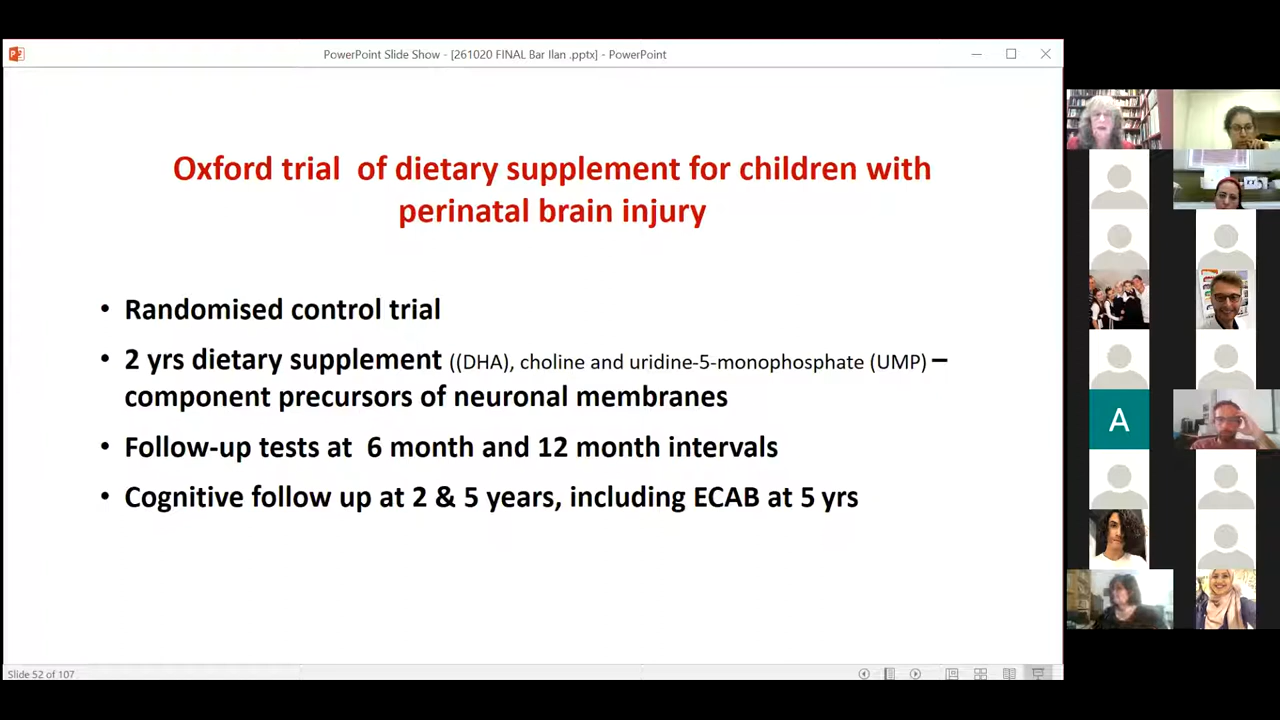 PowerPoint Slide Show - [261020 FINAL Bar Ilan .pptx] - PowerPoint
Oxford trial of dietary supplement for children with
perinatal brain injury
• Randomised control trial
• 2 yrs dietary supplement ((DHA), choline and uridine-5-monophosphate (UMP) –
component precursors of neuronal membranes
• Follow-up tests at 6 month and 12 month intervals
• Cognitive follow up at 2 & 5 years, including ECAB at 5 yrs
A
Slide 52 of 107